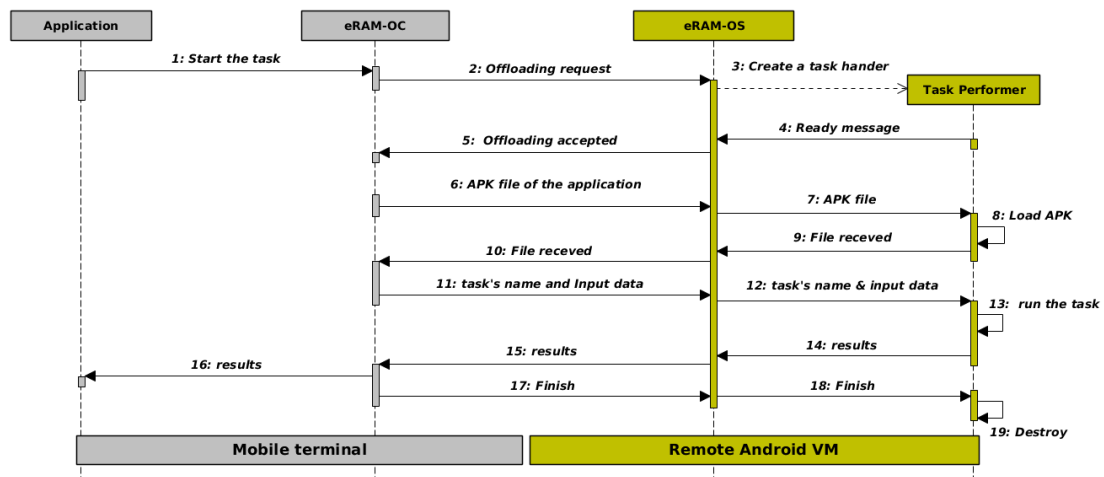 Application
eRAM-OC
eRAM-OS
1: Start the task
2: Offloading request
3: Create a task hander
Task Performer
4: Ready message
5:  Offloading accepted
6: APK file of the application
7: APK file
8: Load APK
9: File receved
10: File receved
11: task's name and Input data
12: task's name & input data
13:  run the task
14: results
15: results
16: results
17: Finish
18: Finish
19: Destroy
Mobile terminal
Remote Android VM